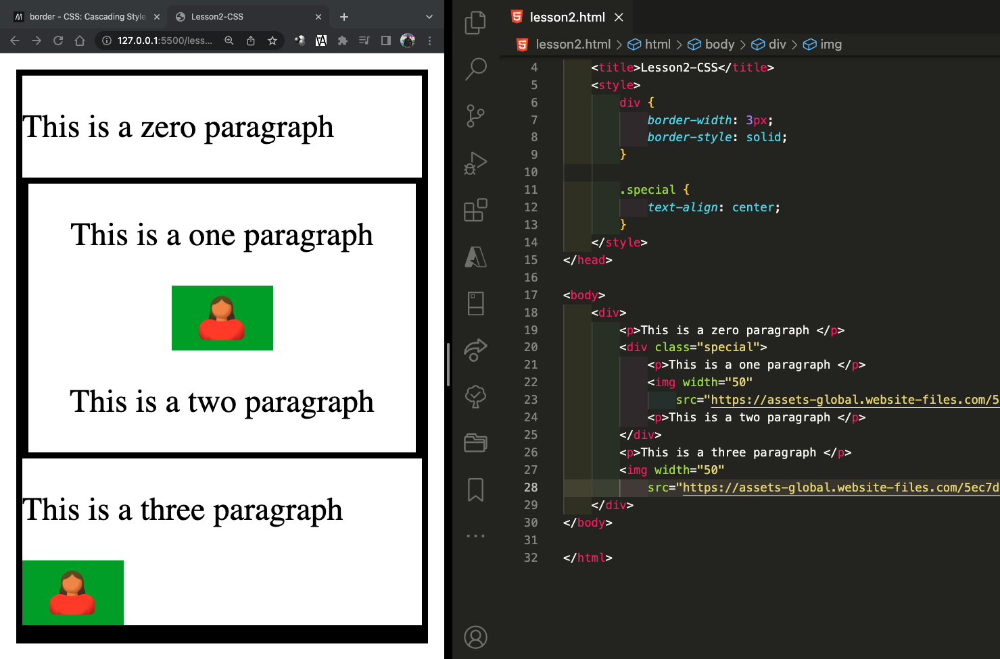 border - CSS: Cascading Style
Lesson2-CSS
127.0.0.1:5500/less...
This is a zero paragraph
This is a one paragraph
This is a two paragraph
This is a three paragraph
lesson2.html
lesson2.html > html > body > div > img
4 <title>Lesson2-CSS</title>
5 <style>
6 div {
7 border-width: 3px;
8 border-style: solid;
9 }
10
11 .special {
12 text-align: center;
13 }
14 </style>
15 </head>
16
17 <body>
18 <div>
19 <p>This is a zero paragraph </p>
20 <div class="special">
21 <p>This is a one paragraph </p>
22 <img width="50"
23 src="https://assets-global.website-files.com/5
24 <p>This is a two paragraph </p>
25 </div>
26 <p>This is a three paragraph </p>
27 <img width="50"
28 src="https://assets-global.website-files.com/5ec7d
29 </div>
30 </body>
31
32 </html>